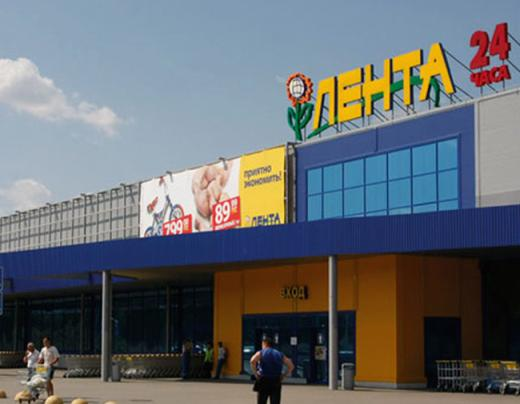 ЛЕНТА
24
ЧАСА
приятно
экономить!
799
89
ЛЕНТА
ВХОД